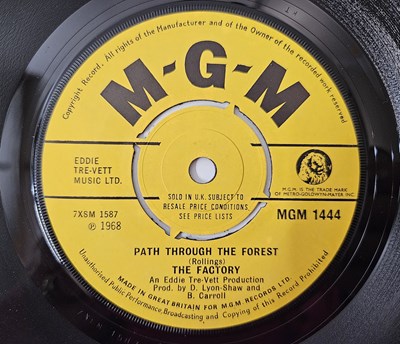 Copyright Record. All rights of the Manufacturer and of the Owner of the recorded work reserved.
M-G-M
EDDIE
TRE-VETT
MUSIC LTD.
M.G.M. IS THE TRADE MARK
OF METRO-GOLDWYN-MAYER INC.
SOLD IN U.K. SUBJECT TO
RESALE PRICE CONDITIONS
SEE PRICE LISTS
7XSM 1587
℗ 1968
MGM 1444
PATH THROUGH THE FOREST
(Rollings)
THE FACTORY
An Eddie Tre-Vett Production
Prod. by D. Lyon-Shaw and
B. Carroll
MADE IN GREAT BRITAIN FOR M.G.M. RECORDS LTD.
Unauthorised Public Performance, Broadcasting and Copying of this Record Prohibited